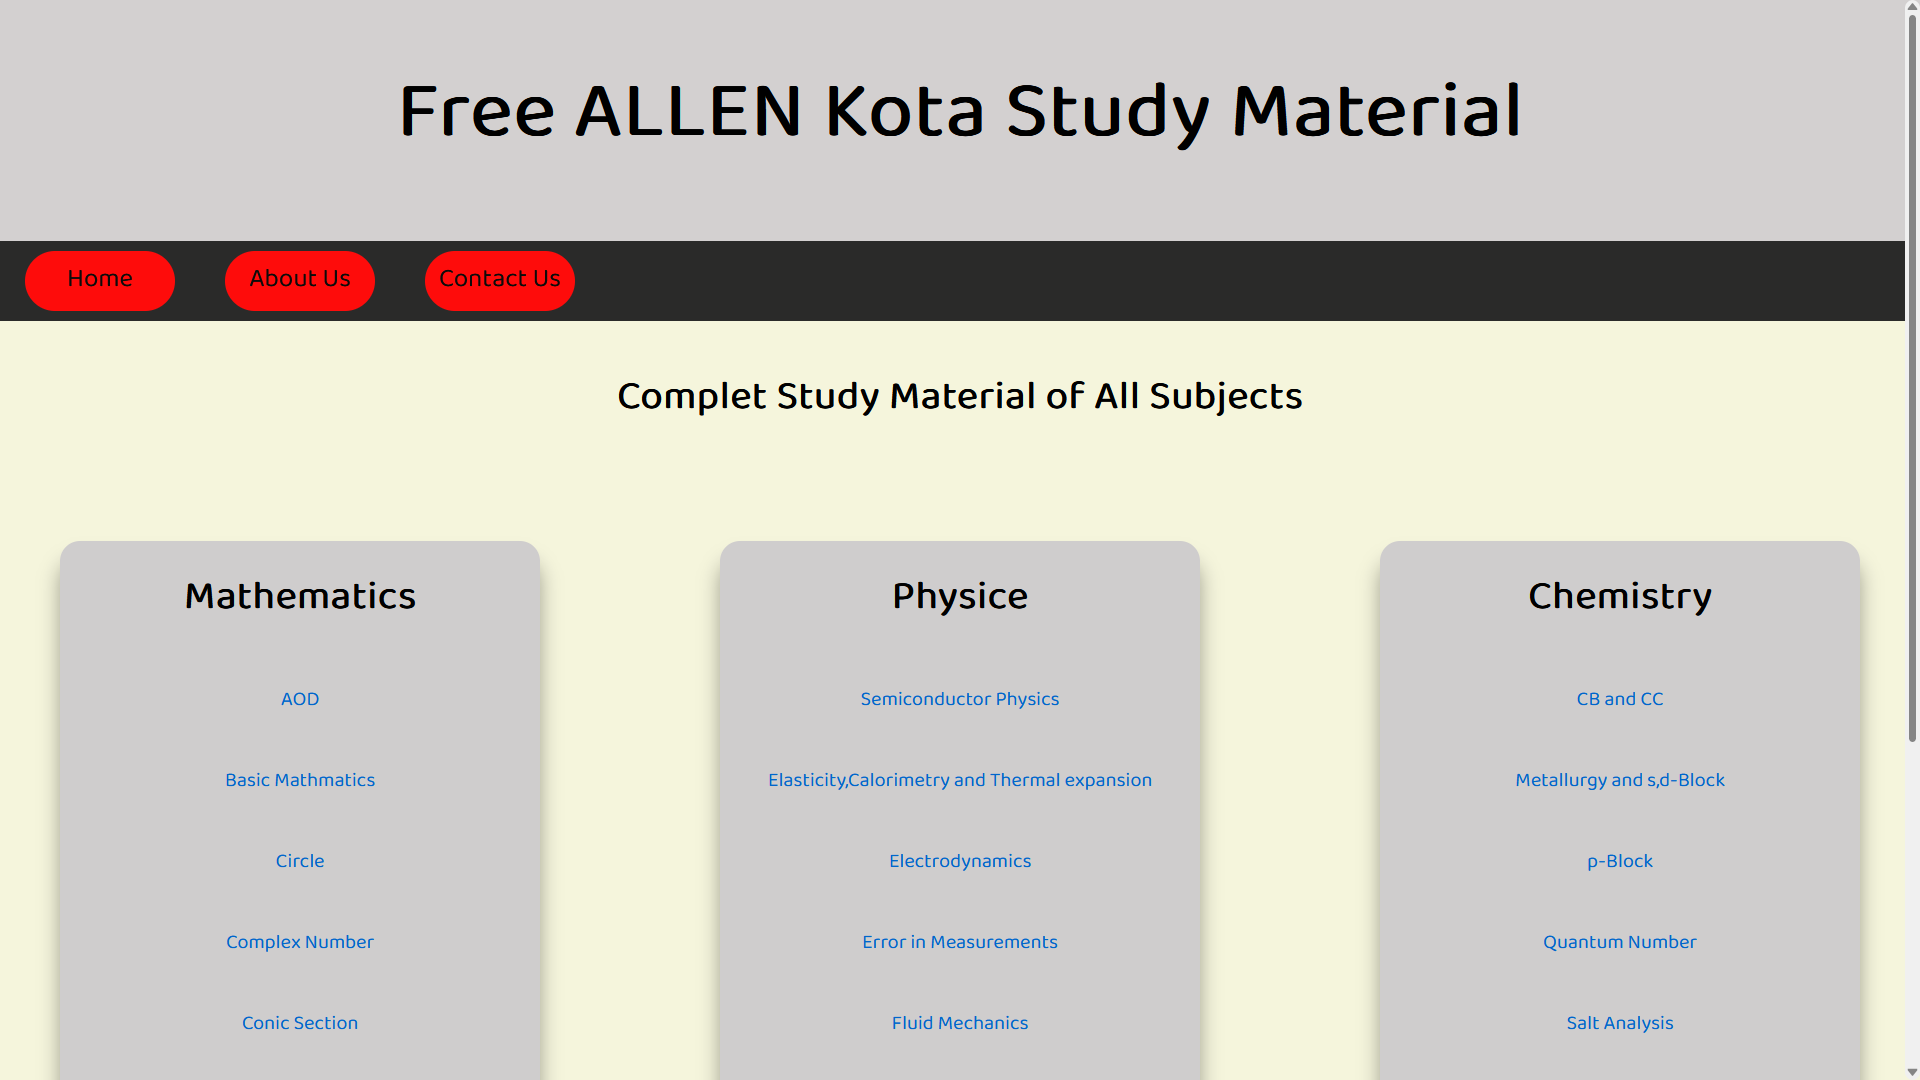 Free ALLEN Kota Study Material
Home
About Us
Contact Us
Complet Study Material of All Subjects
Mathematics
AOD
Basic Mathmatics
Circle
Complex Number
Conic Section
Physice
Semiconductor Physics
Elasticity,Calorimetry and Thermal expansion
Electrodynamics
Error in Measurements
Fluid Mechanics
Chemistry
CB and CC
Metallurgy and s,d-Block
p-Block
Quantum Number
Salt Analysis